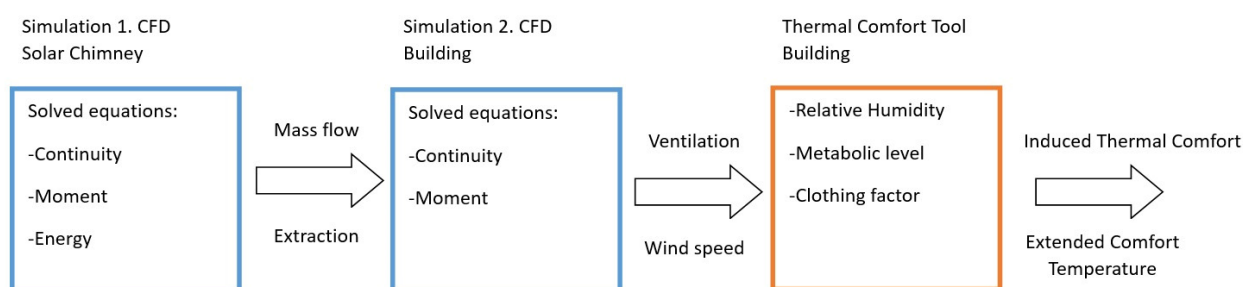 Simulation 1. CFD
Solar Chimney
Solved equations:
-Continuity
-Moment
-Energy
Mass flow
Extraction
Simulation 2. CFD
Building
Solved equations:
-Continuity
-Moment
Ventilation
Wind speed
Thermal Comfort Tool
Building
-Relative Humidity
-Metabolic level
-Clothing factor
Induced Thermal Comfort
Extended Comfort
Temperature